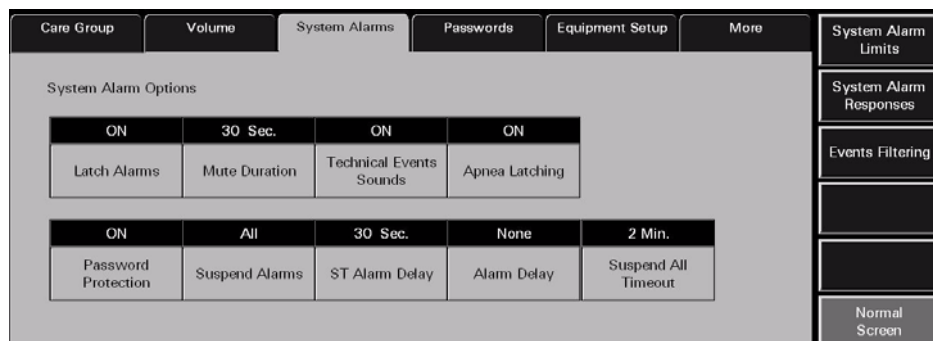 Care Group
Volume
System Alarms
Passwords
Equipment Setup
More
System Alarm Options
ON
30 Sec.
ON
ON
Latch Alarms
Mute Duration
Technical Events
Sounds
Apnea Latching
ON
All
30 Sec.
None
2 Min.
Password
Protection
Suspend Alarms
ST Alarm Delay
Alarm Delay
Suspend All
Timeout
System Alarm
Limits
System Alarm
Responses
Events Filtering
Normal
Screen